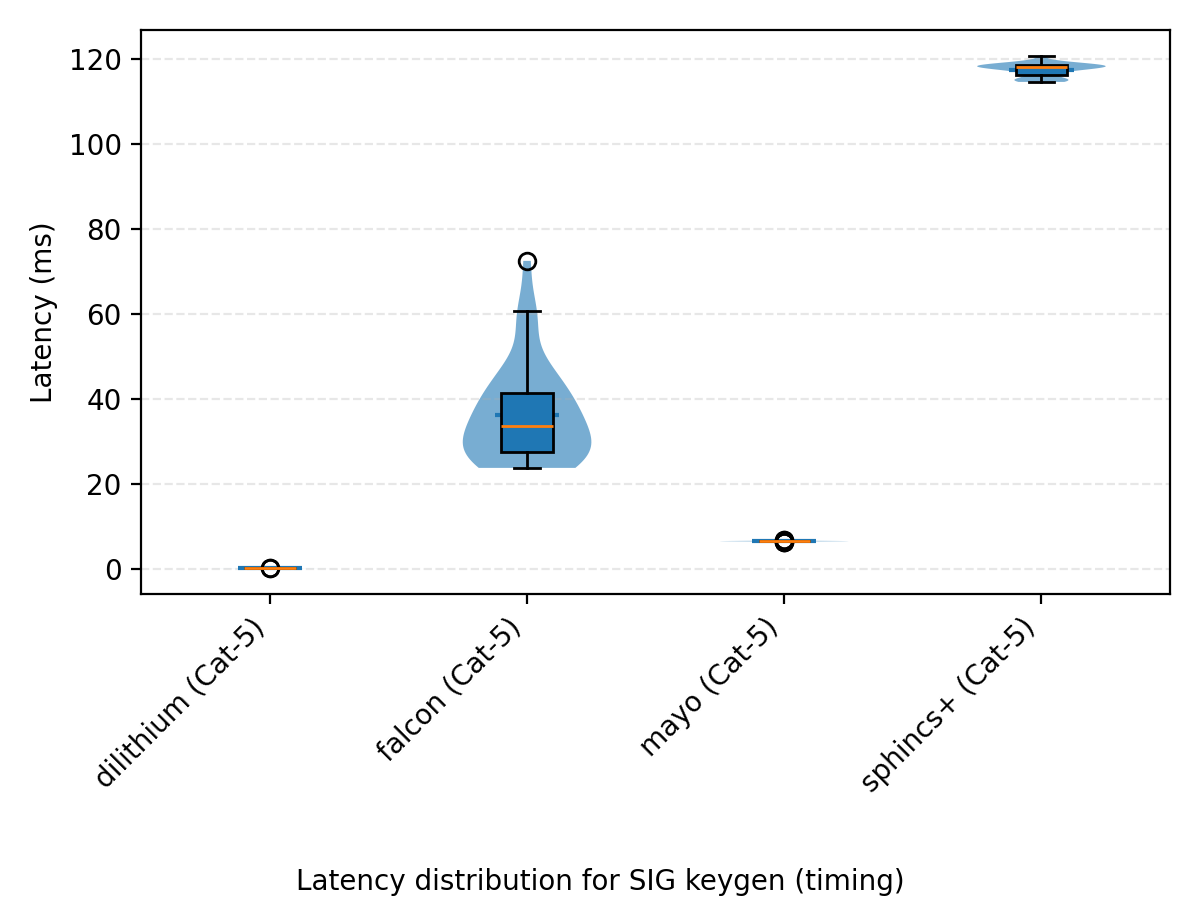 Latency (ms)
120
100
80
60
40
20
0
dilithium (Cat-5)
falcon (Cat-5)
mayo (Cat-5)
sphincs+ (Cat-5)
Latency distribution for SIG keygen (timing)